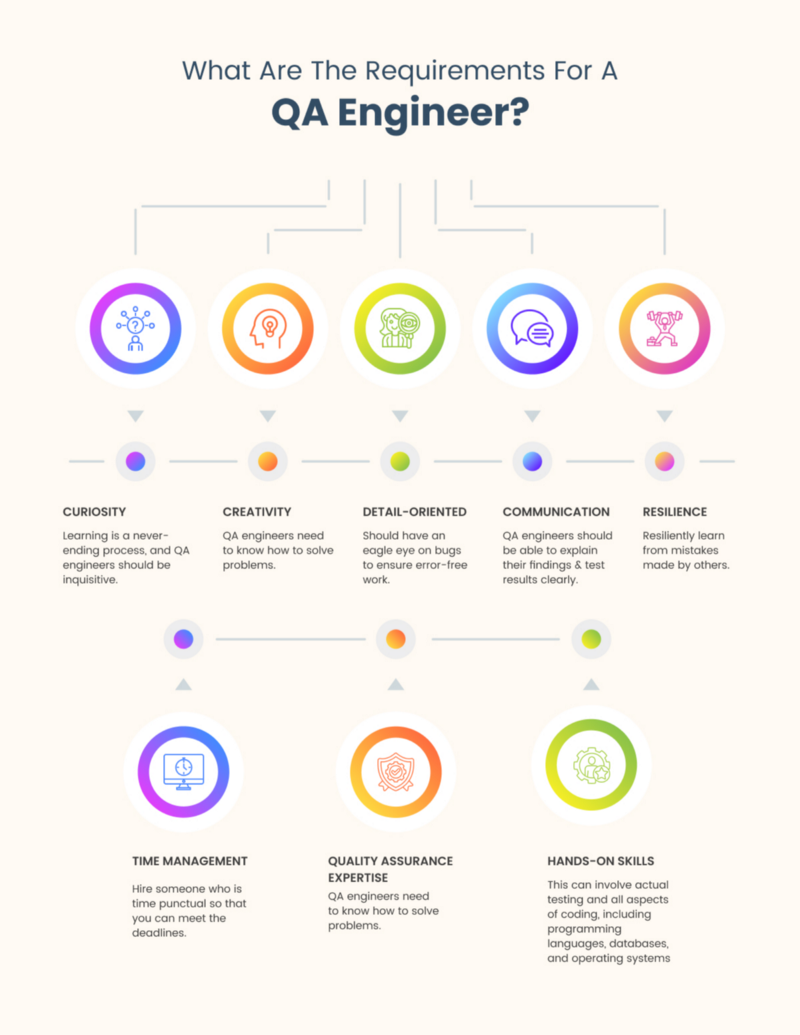 What Are The Requirements For A
QA Engineer?
?
CURIOSITY
Learning is a never-
ending process, and QA
engineers should be
inquisitive.
CREATIVITY
QA engineers need
to know how to solve
problems.
DETAIL-ORIENTED
Should have an
eagle eye on bugs
to ensure error-free
work.
COMMUNICATION
QA engineers should
be able to explain
their findings & test
results clearly.
RESILIENCE
Resiliently learn
from mistakes
made by others.
TIME MANAGEMENT
Hire someone who is
time punctual so that
you can meet the
deadlines.
QUALITY ASSURANCE
EXPERTISE
QA engineers need
to know how to solve
problems.
HANDS-ON SKILLS
This can involve actual
testing and all aspects
of coding, including
programming
languages, databases,
and operating systems